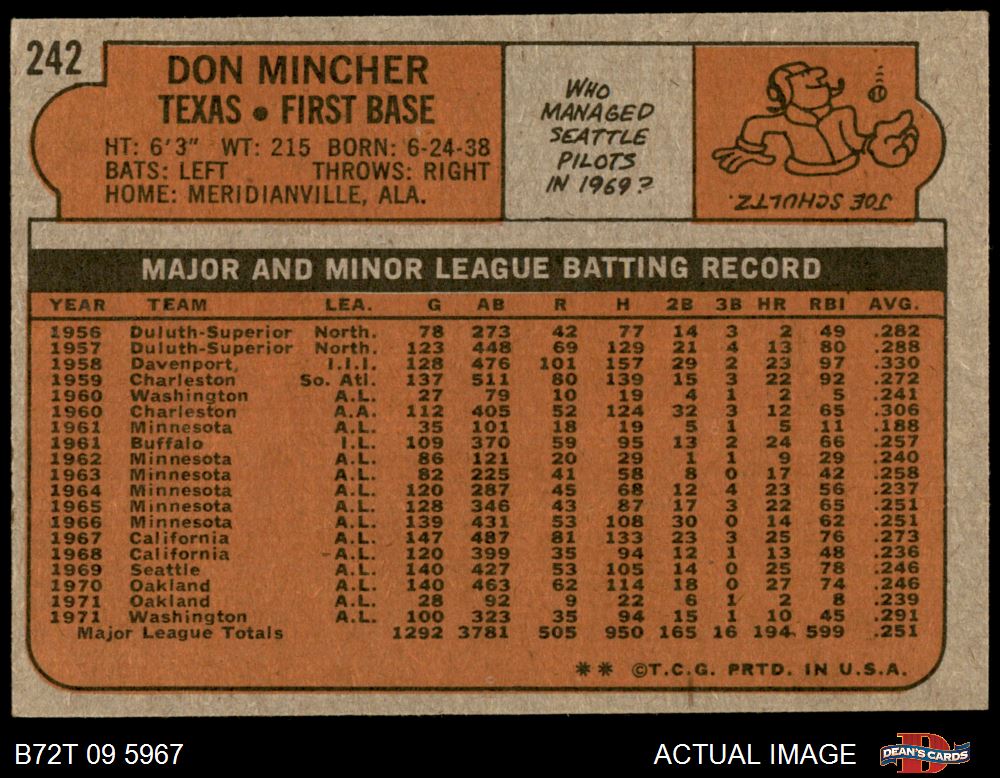 242
DON MINCHER
TEXAS • FIRST BASE
HT: 6'3" WT: 215 BORN: 6-24-38
BATS: LEFT THROWS: RIGHT
HOME: MERIDIANVILLE, ALA.
WHO
MANAGED
SEATTLE
PILOTS
IN 1969?
JOE SCHULTZ.
MAJOR AND MINOR LEAGUE BATTING RECORD
YEAR TEAM LEA. G AB R H 2B 3B HR RBI AVG.
1956 Duluth-Superior North. 78 273 42 77 14 3 2 49 .282
1957 Duluth-Superior North. 123 448 69 129 21 4 13 80 .288
1958 Davenport, I.I.I. 128 476 101 157 29 2 23 97 .330
1959 Charleston So. Atl. 137 511 80 139 15 3 22 92 .272
1960 Washington A.L. 27 79 10 19 4 1 2 5 .241
1960 Charleston A.A. 112 405 52 124 32 3 12 65 .306
1961 Minnesota A.L. 35 101 18 19 5 1 5 11 .188
1961 Buffalo I.L. 109 370 59 95 13 2 24 66 .257
1962 Minnesota A.L. 86 121 20 29 1 1 9 29 .240
1963 Minnesota A.L. 82 225 41 58 8 0 17 42 .258
1964 Minnesota A.L. 120 287 45 68 12 4 23 56 .237
1965 Minnesota A.L. 128 346 43 87 17 3 22 65 .251
1966 Minnesota A.L. 139 431 53 108 30 0 14 62 .251
1967 California A.L. 147 487 81 133 23 3 25 76 .273
1968 California A.L. 120 399 35 94 12 1 13 48 .236
1969 Seattle A.L. 140 427 53 105 14 0 25 78 .246
1970 Oakland A.L. 140 463 62 114 18 0 27 74 .246
1971 Oakland A.L. 28 92 9 22 6 1 2 8 .239
1971 Washington A.L. 100 323 35 94 15 1 10 45 .291
Major League Totals 1292 3781 505 950 165 16 194 599 .251
** ©T.C.G. PRTD. IN U.S.A.
B72T 09 5967
ACTUAL IMAGE
DEAN'S CARDS